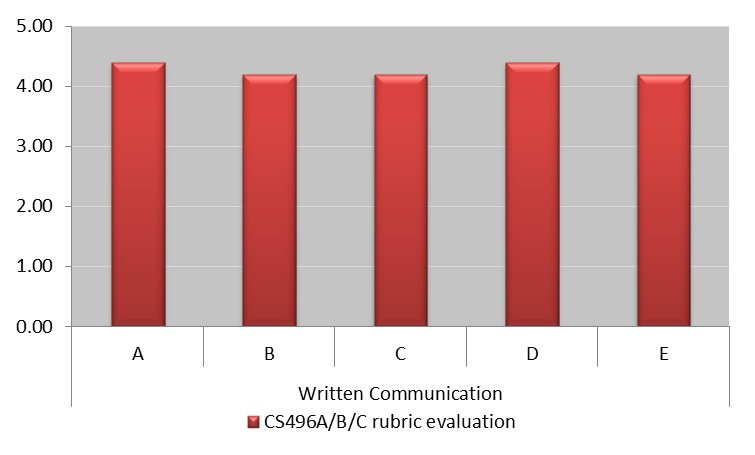 5.00
4.00
3.00
2.00
1.00
0.00
A B C D E
Written Communication
CS496A/B/C rubric evaluation